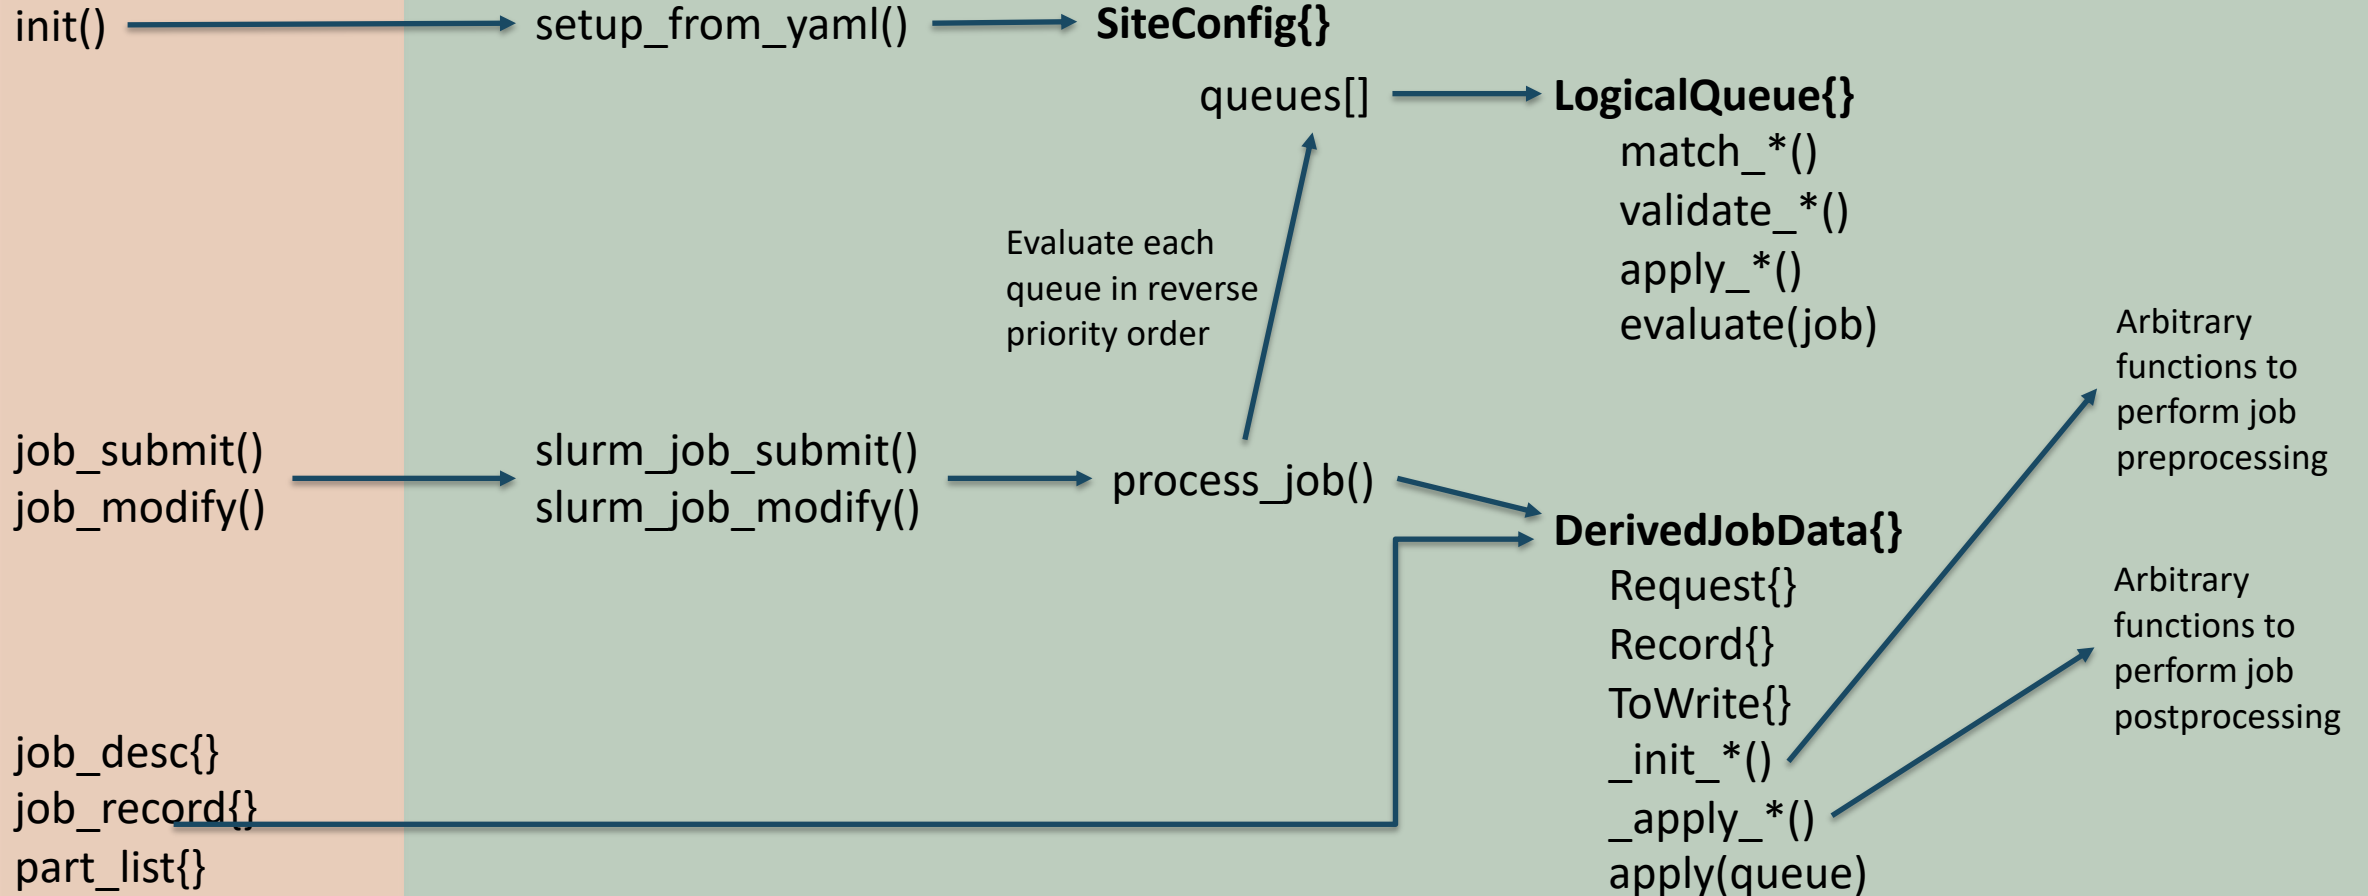 init()
setup_from_yaml()
SiteConfig{}
queues[]
LogicalQueue{}
match_*()
validate_*()
apply_*()
evaluate(job)
Evaluate each
queue in reverse
priority order
Arbitrary
functions to
perform job
preprocessing
job_submit()
job_modify()
slurm_job_submit()
slurm_job_modify()
process_job()
DerivedJobData{}
Request{}
Record{}
ToWrite{}
_init_*()
_apply_*()
apply(queue)
Arbitrary
functions to
perform job
postprocessing
job_desc{}
job_record{}
part_list{}